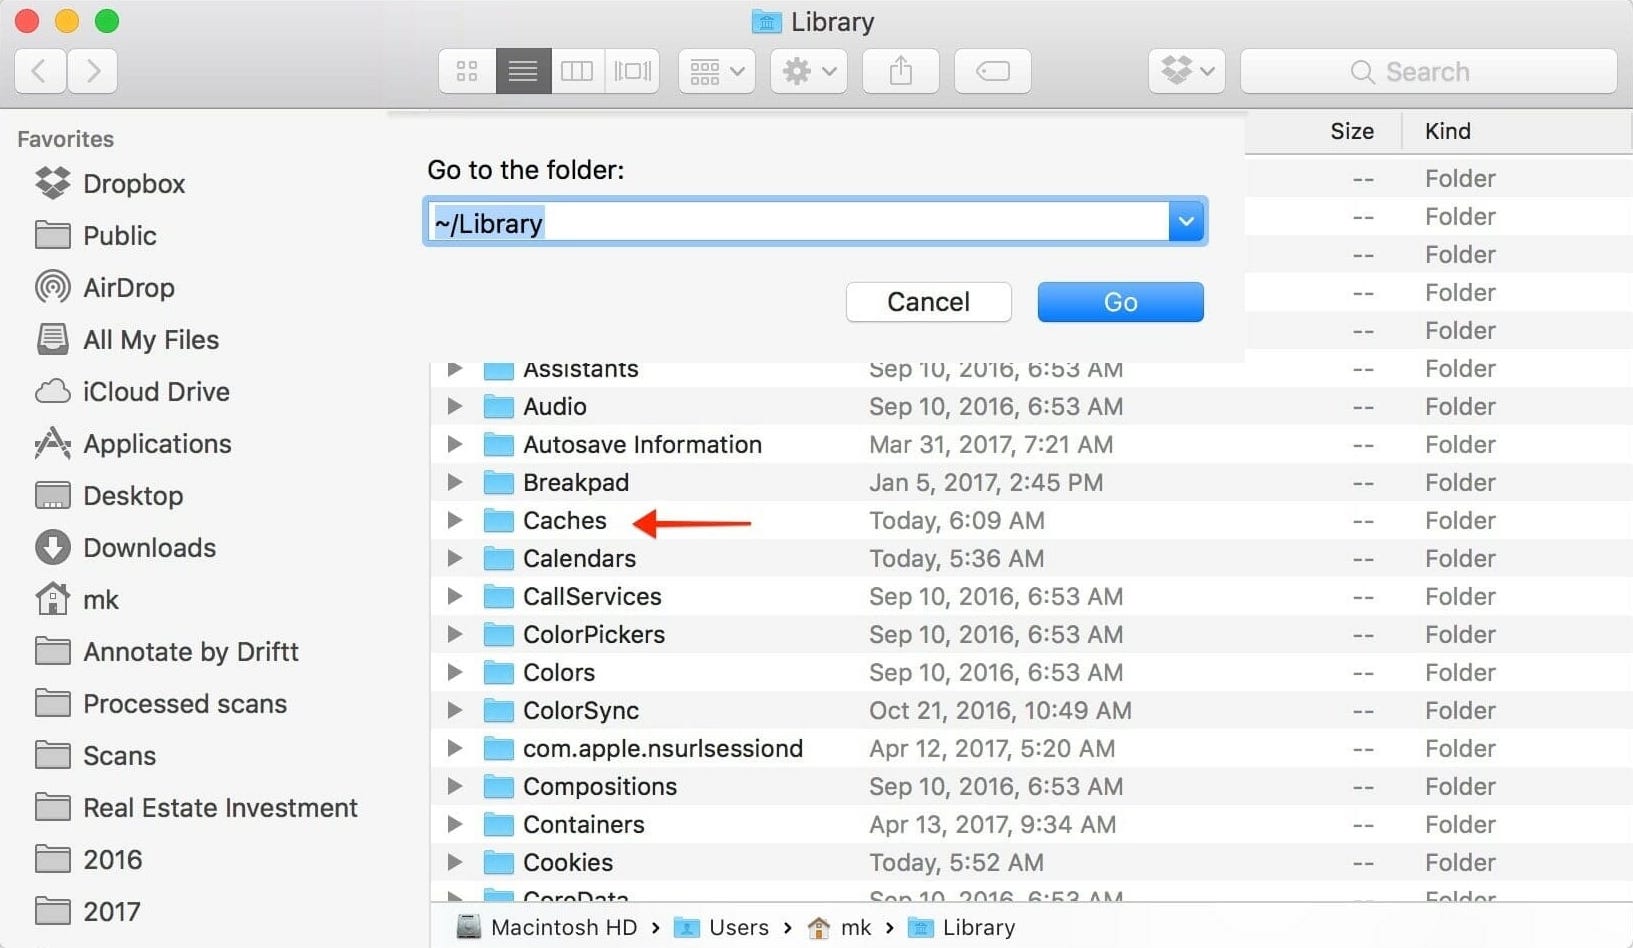 Library
Search
Favorites
Dropbox
Public
AirDrop
All My Files
iCloud Drive
Applications
Desktop
Downloads
mk
Annotate by Driftt
Processed scans
Scans
Real Estate Investment
2016
2017
Go to the folder:
~/Library
Cancel Go
Size Kind
-- Folder
-- Folder
-- Folder
-- Folder
-- Folder
Assistants Sep 10, 2016, 6:53 AM -- Folder
Audio Sep 10, 2016, 6:53 AM -- Folder
Autosave Information Mar 31, 2017, 7:21 AM -- Folder
Breakpad Jan 5, 2017, 2:45 PM -- Folder
Caches Today, 6:09 AM -- Folder
Calendars Today, 5:36 AM -- Folder
CallServices Sep 10, 2016, 6:53 AM -- Folder
ColorPickers Sep 10, 2016, 6:53 AM -- Folder
Colors Sep 10, 2016, 6:53 AM -- Folder
ColorSync Oct 21, 2016, 10:49 AM -- Folder
com.apple.nsurlsessiond Apr 12, 2017, 5:20 AM -- Folder
Compositions Sep 10, 2016, 6:53 AM -- Folder
Containers Apr 13, 2017, 9:34 AM -- Folder
Cookies Today, 5:52 AM -- Folder
CoreData Sep 10, 2016, 6:53 AM -- Folder
Macintosh HD › Users › mk › Library